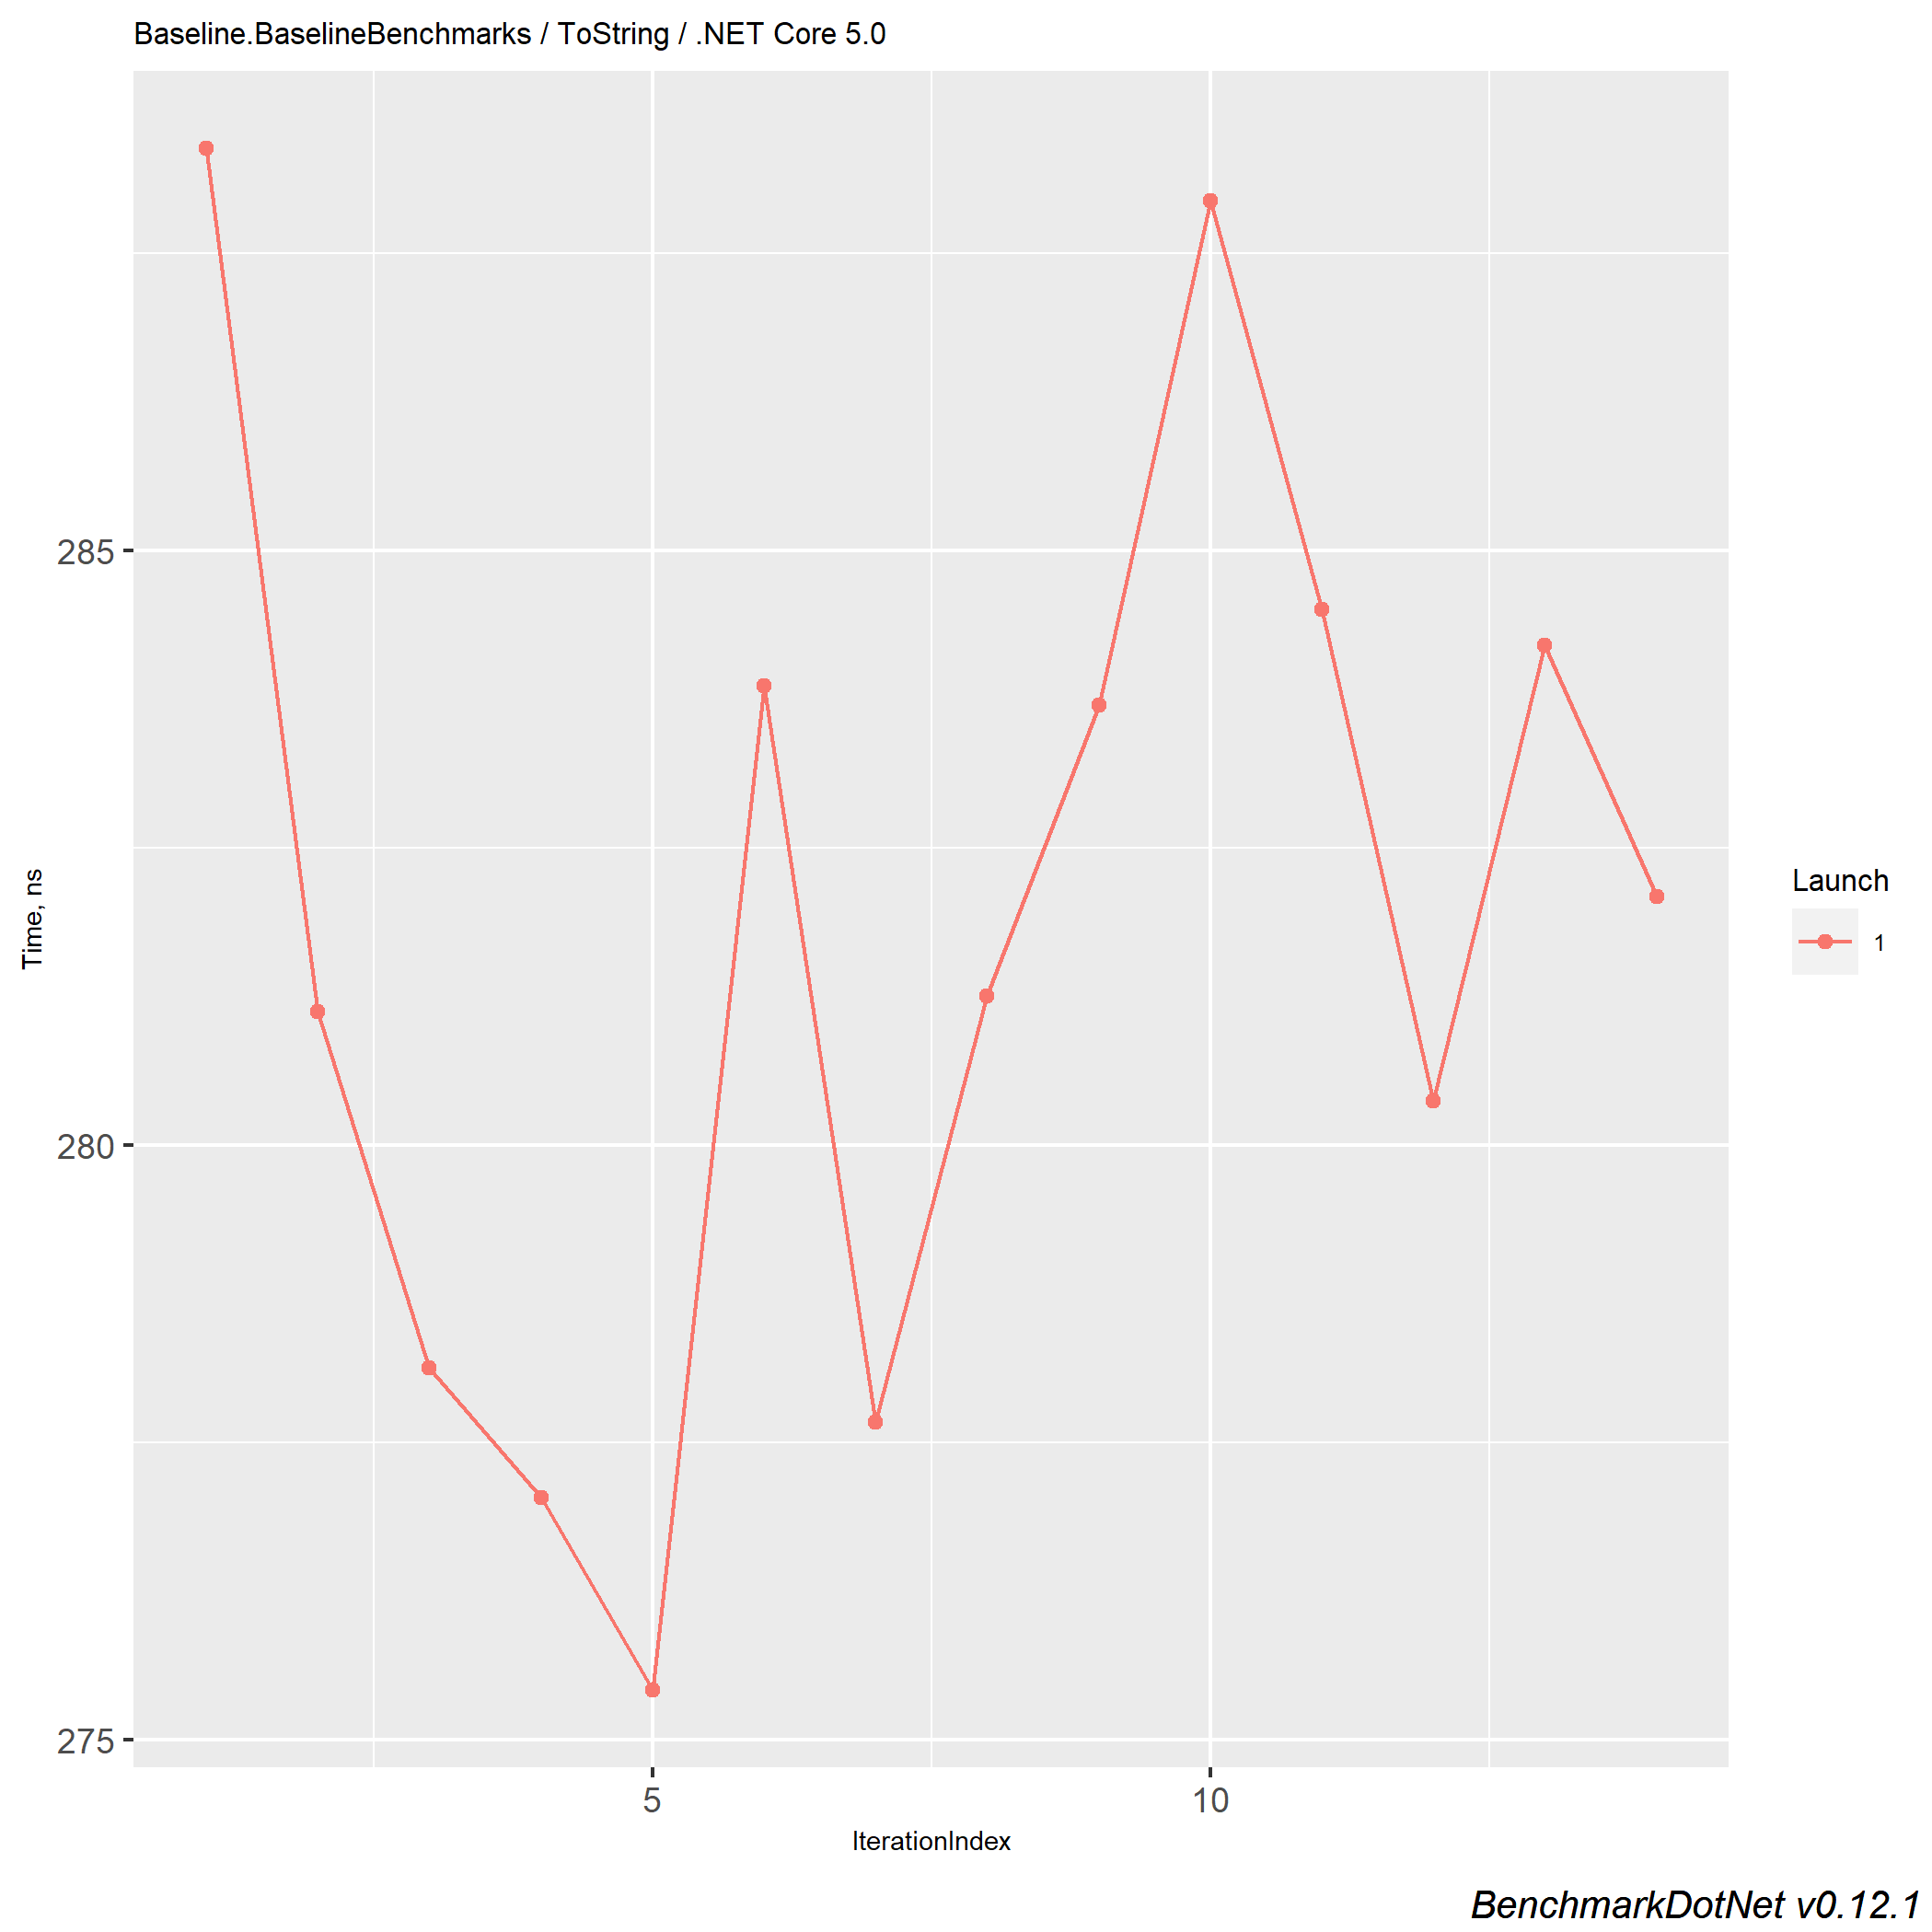 Baseline.BaselineBenchmarks / ToString / .NET Core 5.0
285
280
275
Time, ns
5
10
IterationIndex
Launch
1
BenchmarkDotNet v0.12.1